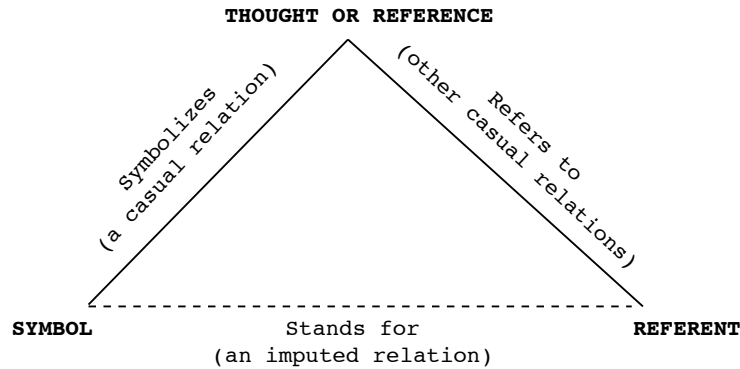 THOUGHT OR REFERENCE
Symbolizes
(a casual relation)
Refers to
(other casual relations)
SYMBOL
Stands for
(an imputed relation)
REFERENT